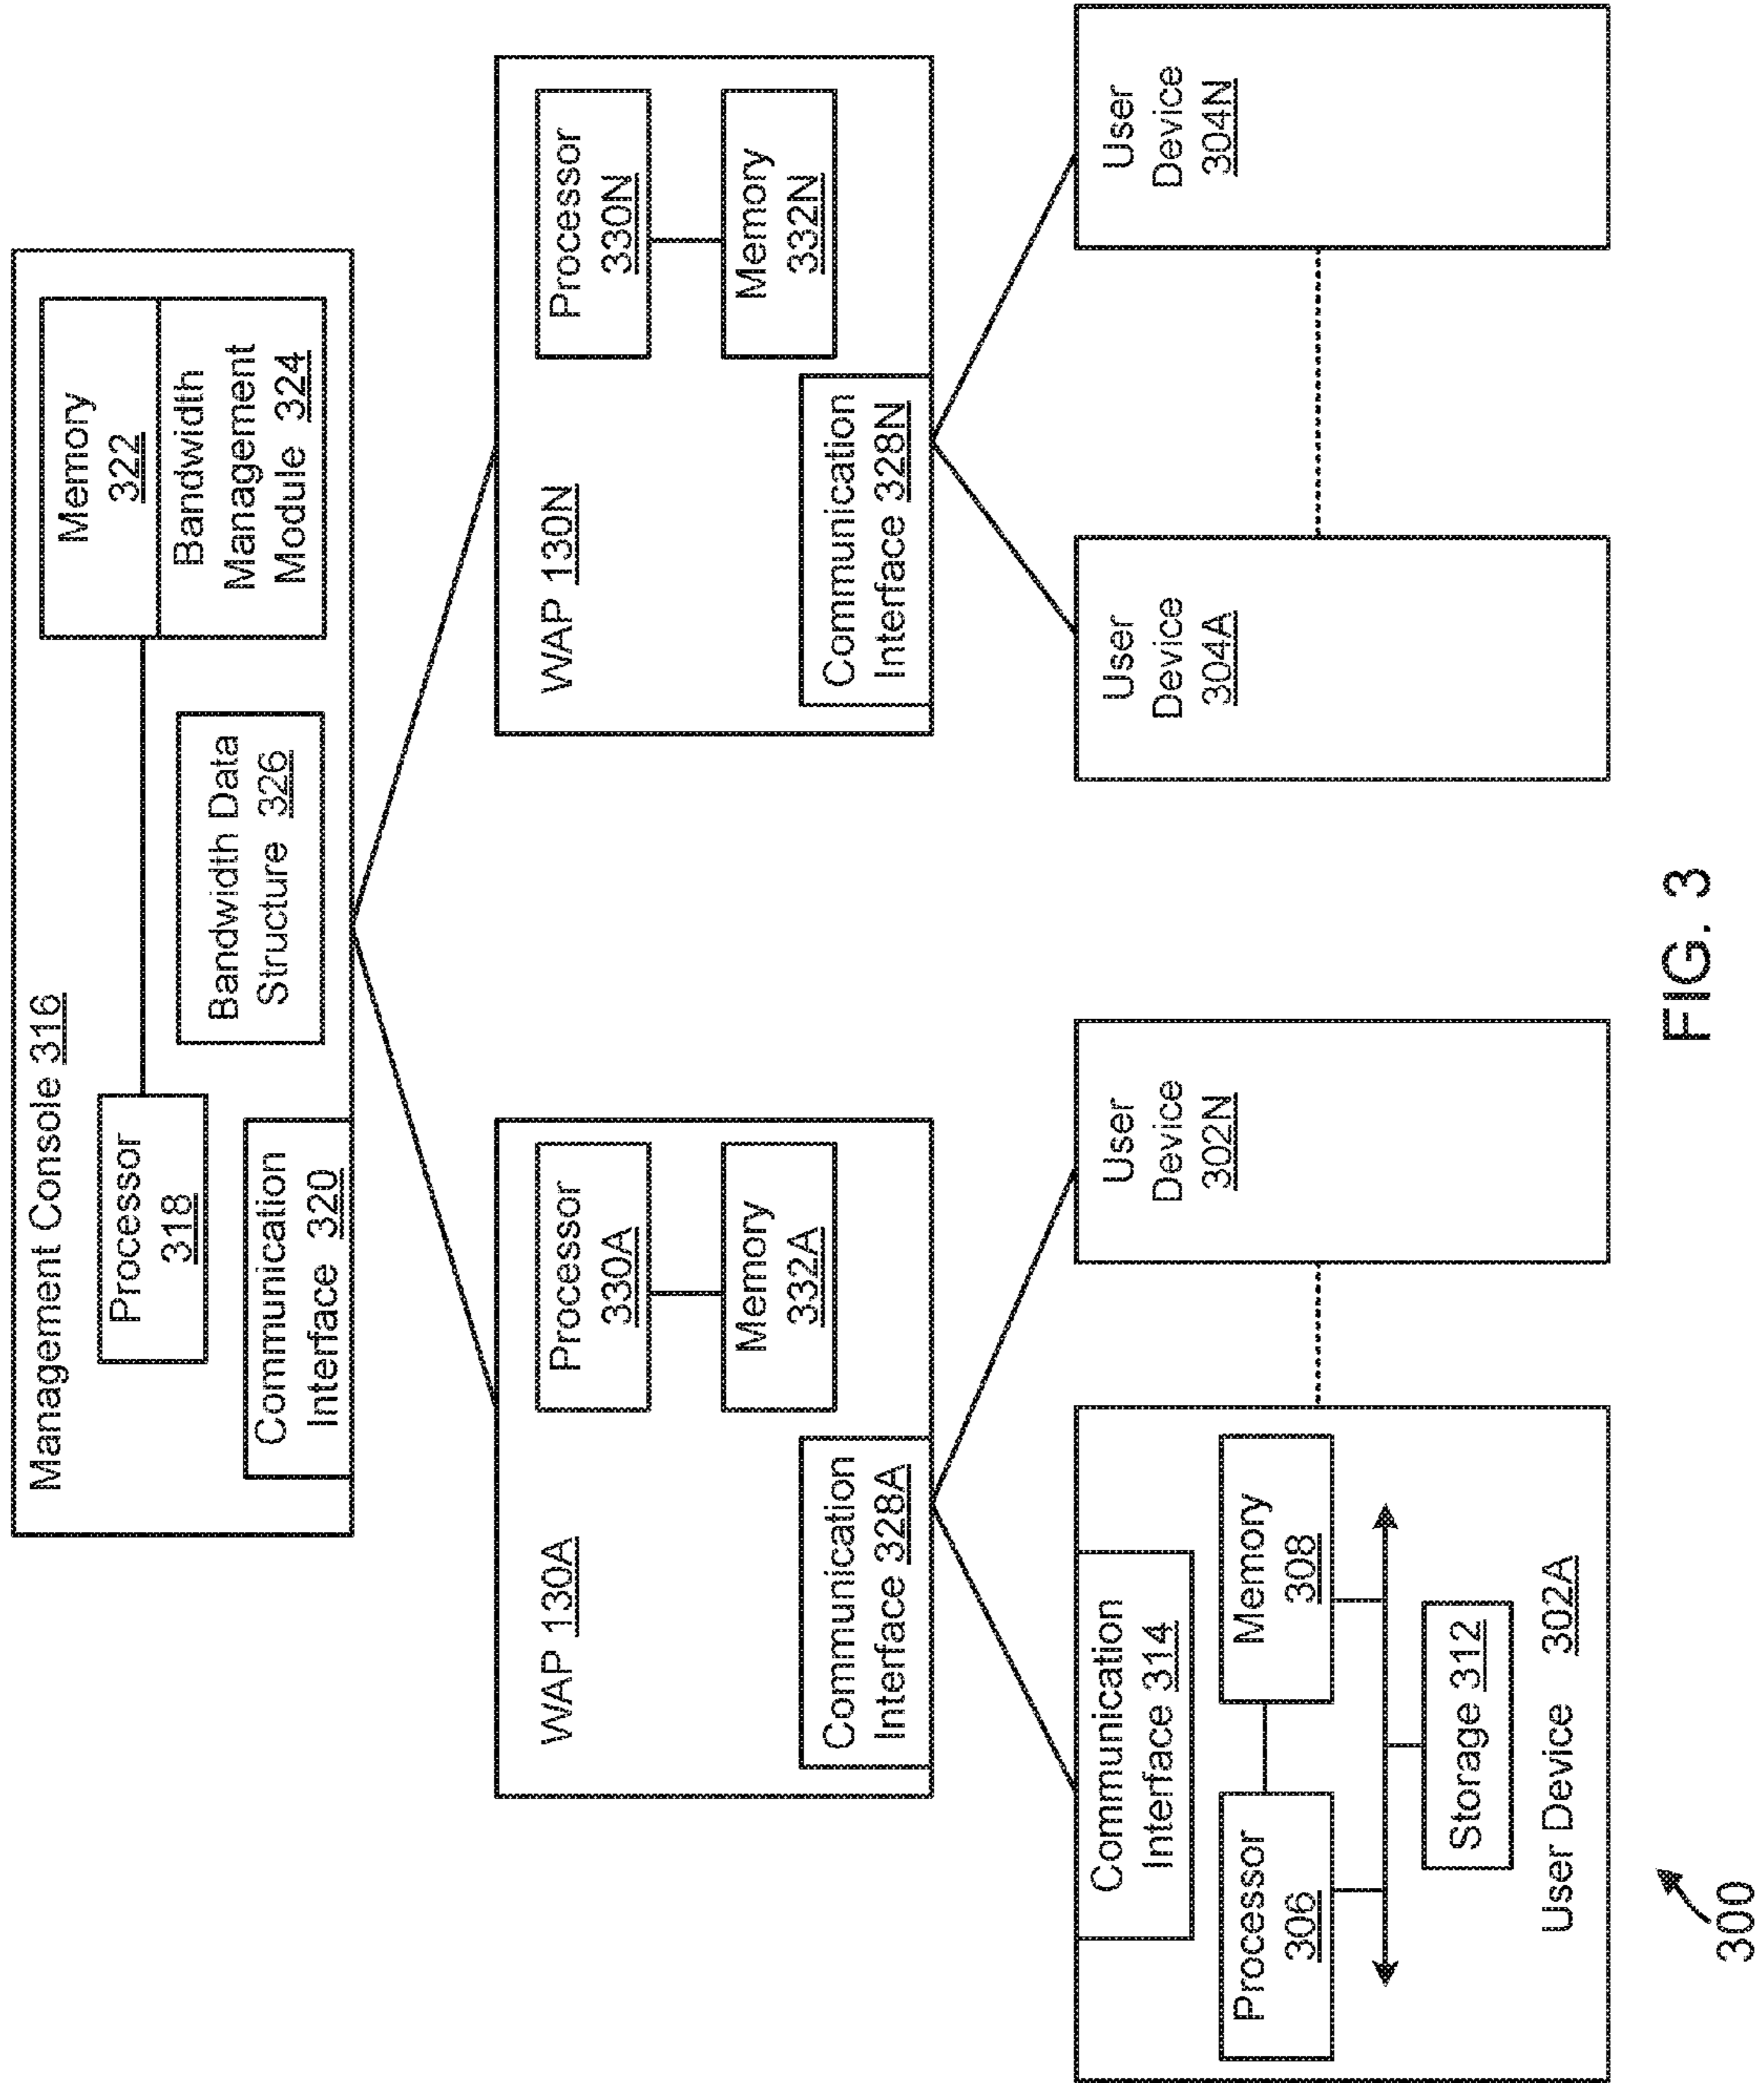 Management Console 316
Processor
318
Communication
Interface 320
Bandwidth Data
Structure 326
Memory
322
Bandwidth
Management
Module 324
WAP 130A
Processor
330A
Memory
332A
Communication
Interface 328A
WAP 130N
Processor
330N
Memory
332N
Communication
Interface 328N
Communication
Interface 314
Processor
306
Memory
308
Storage 312
User Device 302A
User
Device
302N
User
Device
304A
User
Device
304N
300
FIG. 3